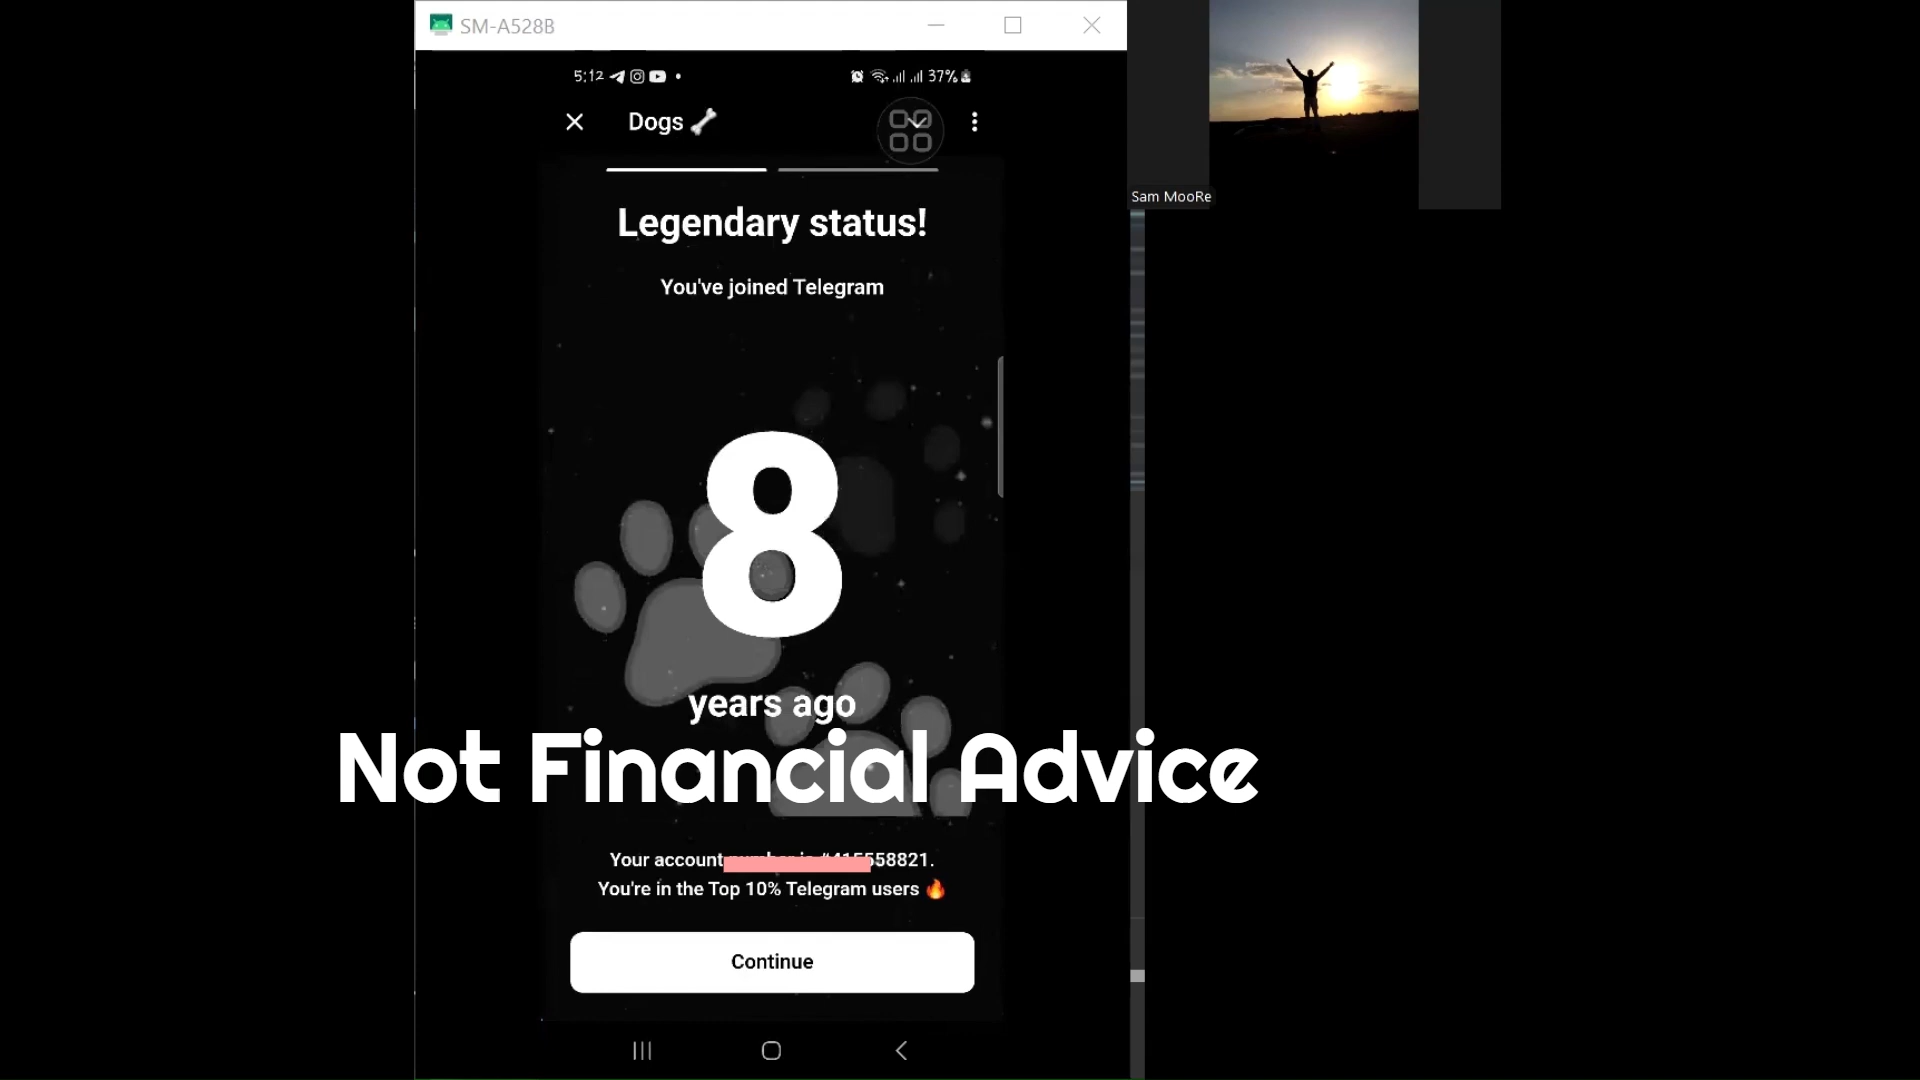 SM-A528B
5:12
37%
Dogs
Legendary status!
You've joined Telegram
8
years ago
Not Financial Advice
Your account 58821.
You're in the Top 10% Telegram users
Continue
Sam MooRe